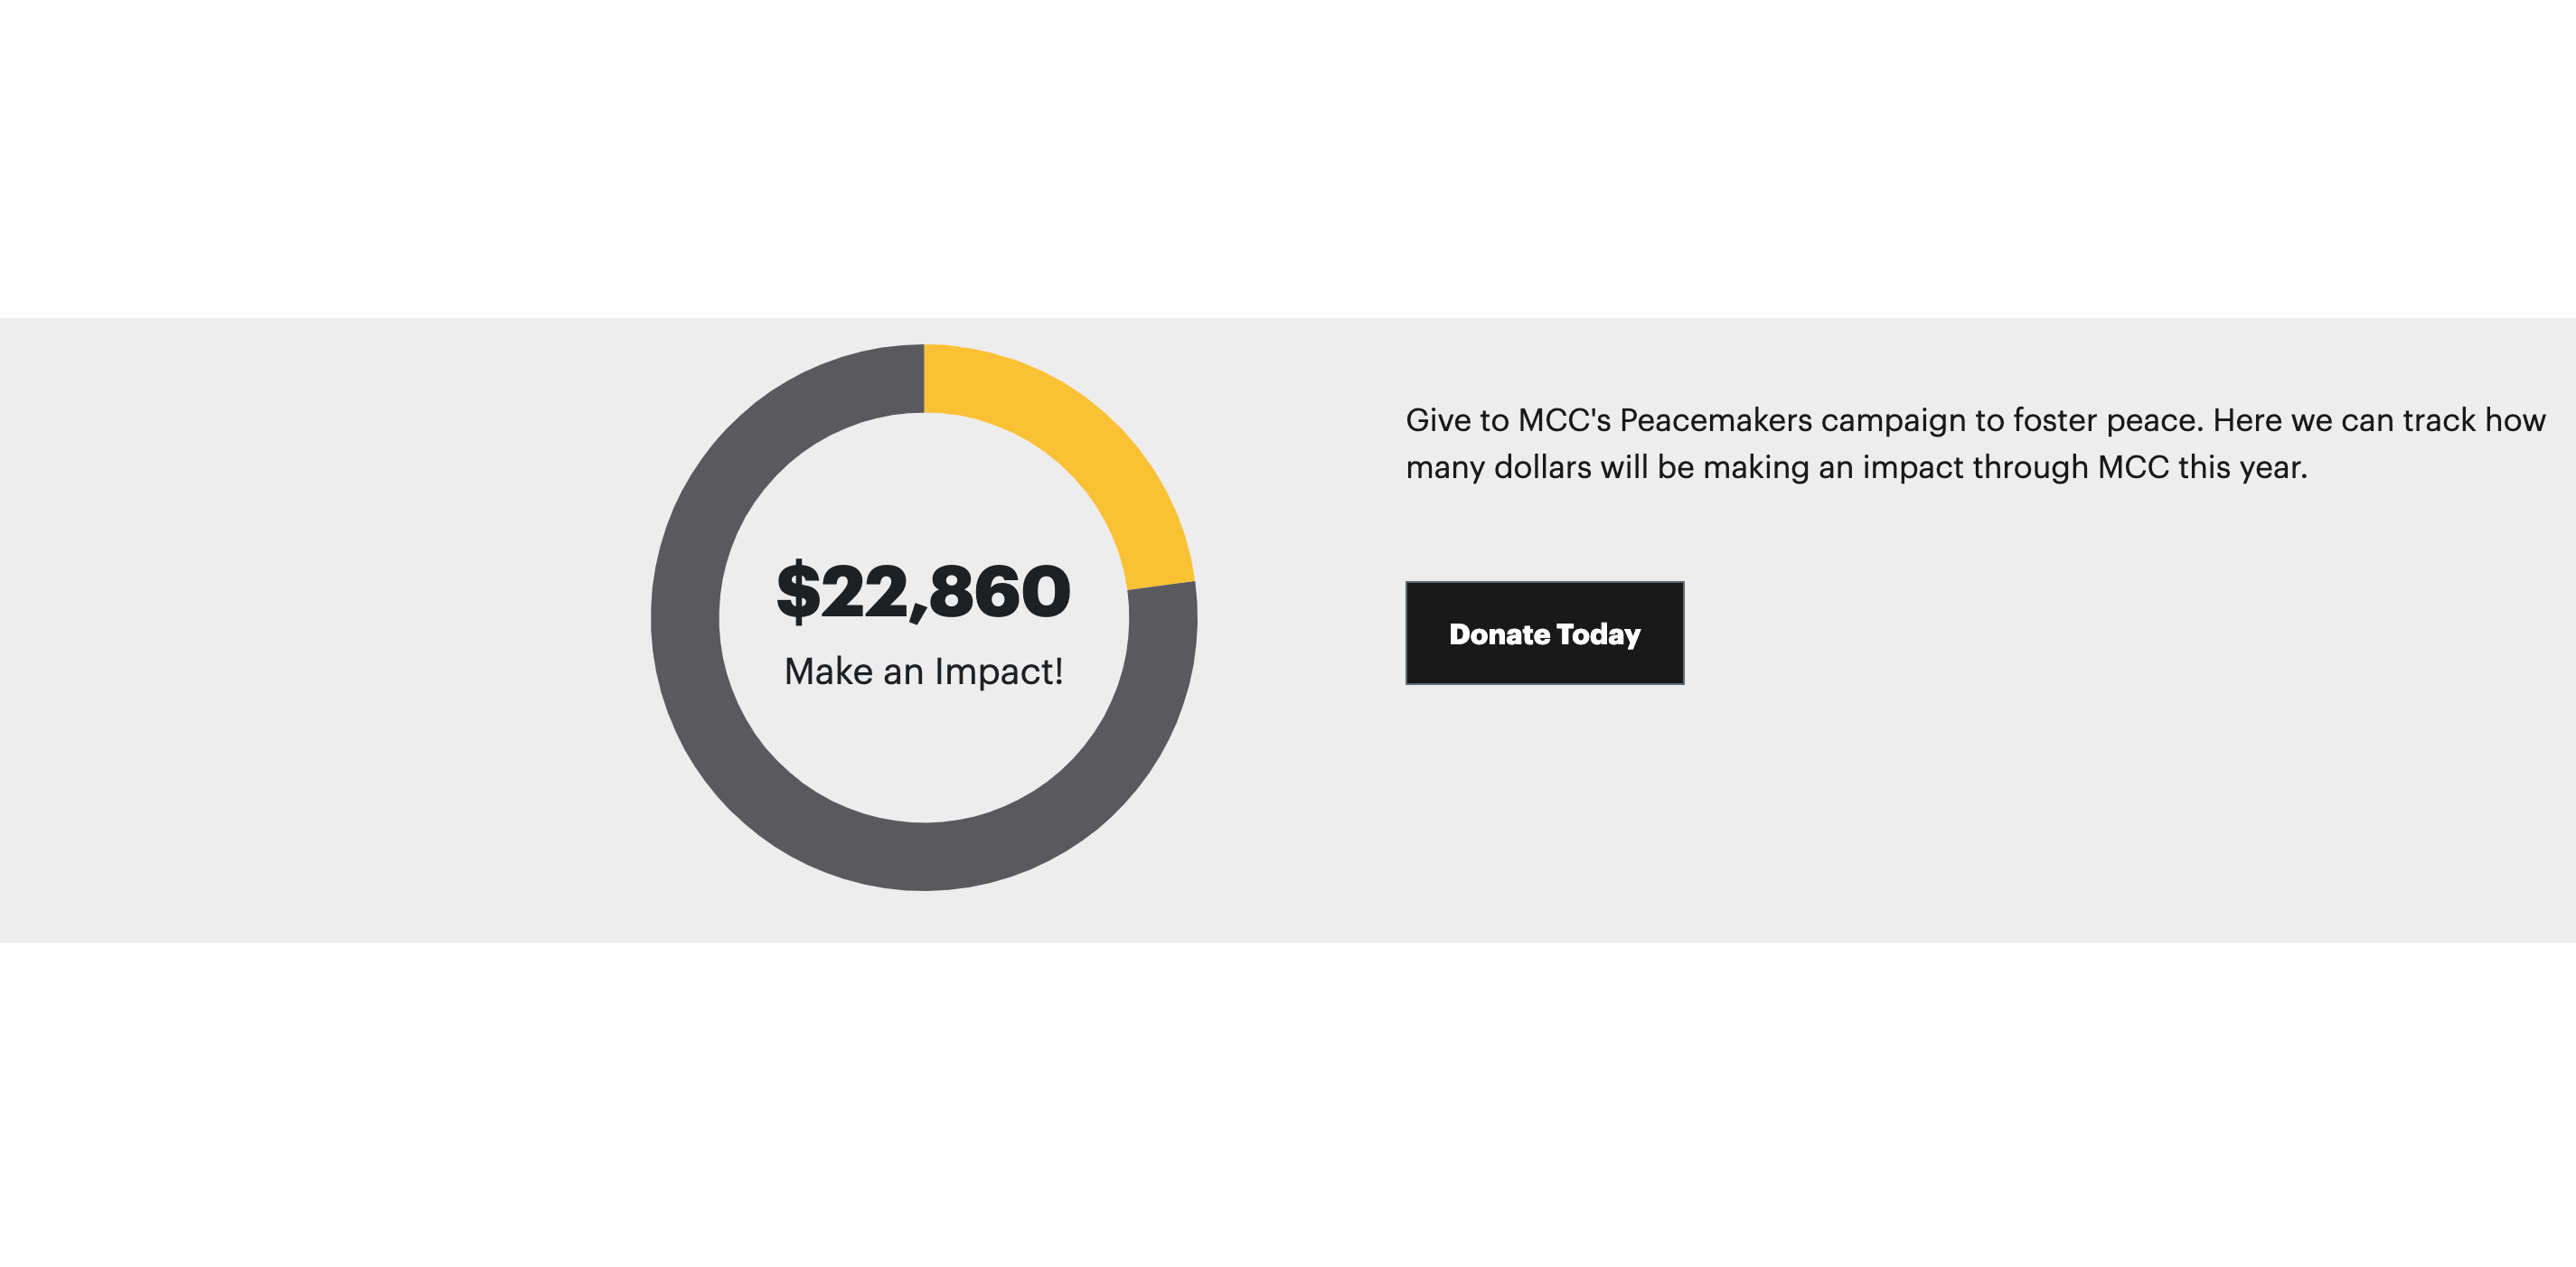 $22,860
Make an Impact!
Give to MCC's Peacemakers campaign to foster peace. Here we can track how
many dollars will be making an impact through MCC this year.
Donate Today